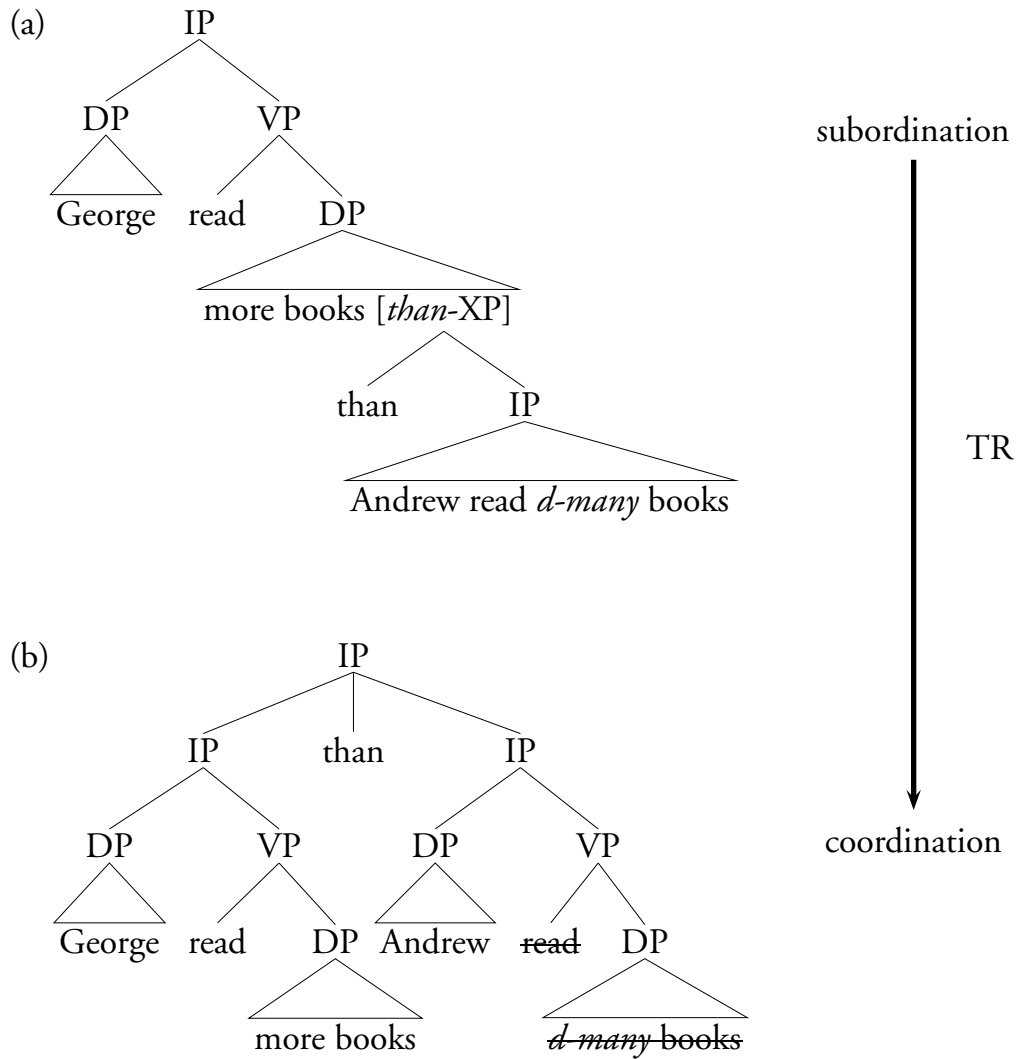 (a)
IP
DP VP
subordination
George read DP
more books [than-XP]
than IP
TR
Andrew read d-many books
(b)
IP
IP than IP
DP VP DP VP
coordination
George read DP Andrew read DP
more books d-many books